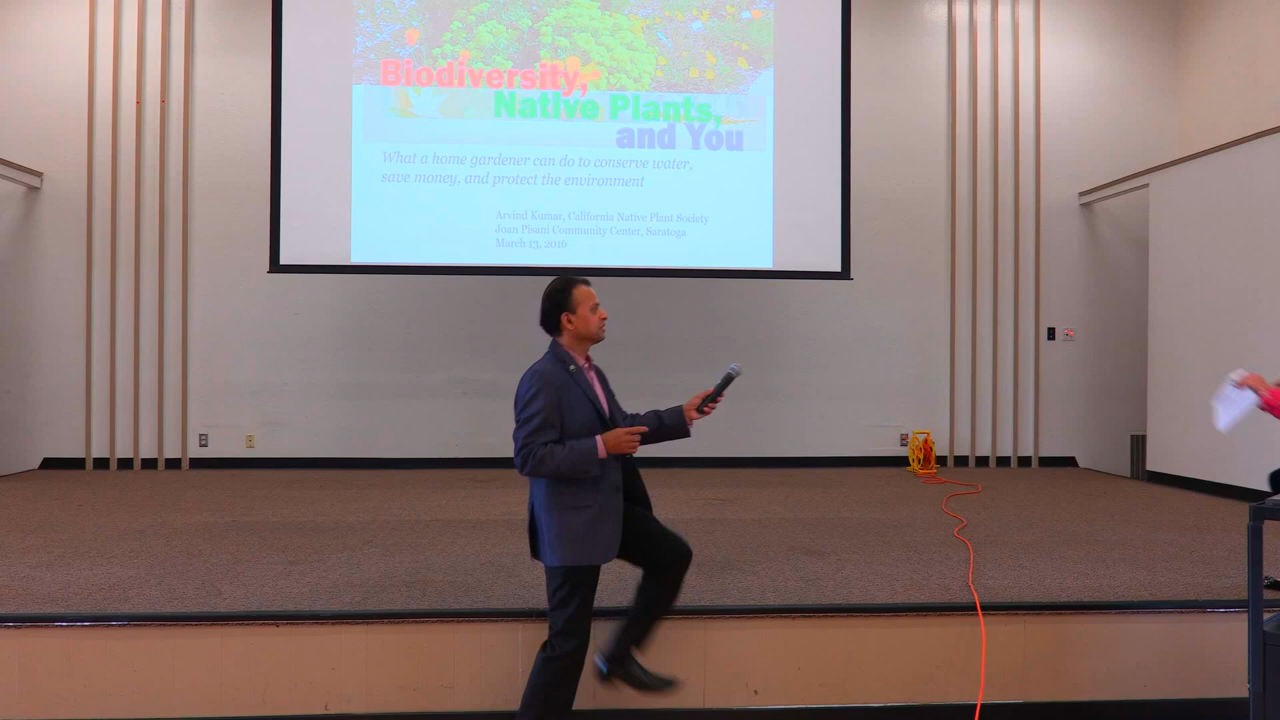 Biodiversity,
Native Plants,
and You
What a home gardener can do to conserve water,
save money, and protect the environment
Arvind Kumar, California Native Plant Society
Joan Pisani Community Center, Saratoga
March 13, 2016